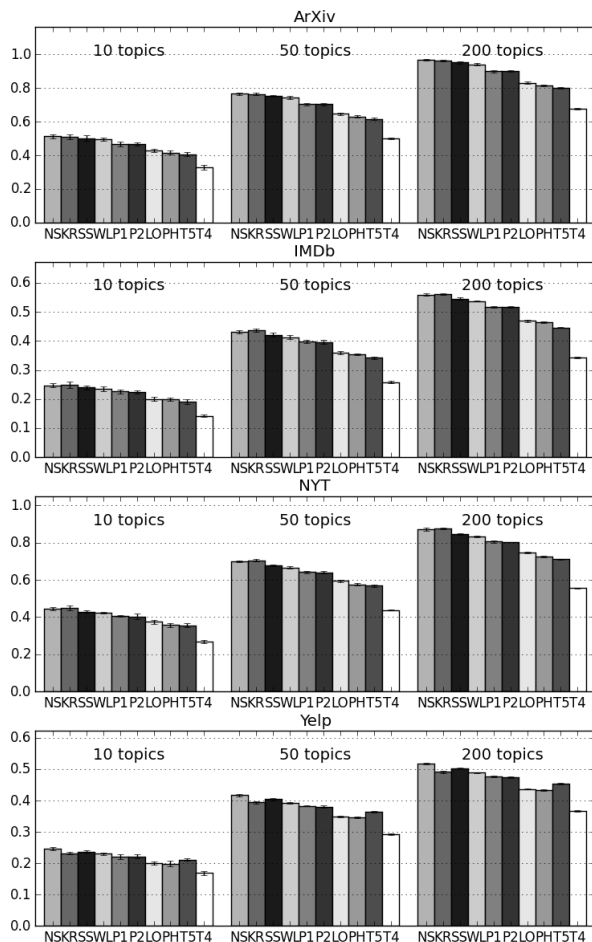 ArXiv
10 topics 50 topics 200 topics
1.0
0.8
0.6
0.4
0.2
0.0
NSKRSSWLP1P2LOPHT5T4 NSKRSSWLP1P2LOPHT5T4 NSKRSSWLP1P2LOPHT5T4
IMDb
10 topics 50 topics 200 topics
0.6
0.5
0.4
0.3
0.2
0.1
0.0
NSKRSSWLP1P2LOPHT5T4 NSKRSSWLP1P2LOPHT5T4 NSKRSSWLP1P2LOPHT5T4
NYT
1.0
10 topics 50 topics 200 topics
0.8
0.6
0.4
0.2
0.0
NSKRSSWLP1P2LOPHT5T4 NSKRSSWLP1P2LOPHT5T4 NSKRSSWLP1P2LOPHT5T4
Yelp
0.6
10 topics 50 topics 200 topics
0.5
0.4
0.3
0.2
0.1
0.0
NSKRSSWLP1P2LOPHT5T4 NSKRSSWLP1P2LOPHT5T4 NSKRSSWLP1P2LOPHT5T4